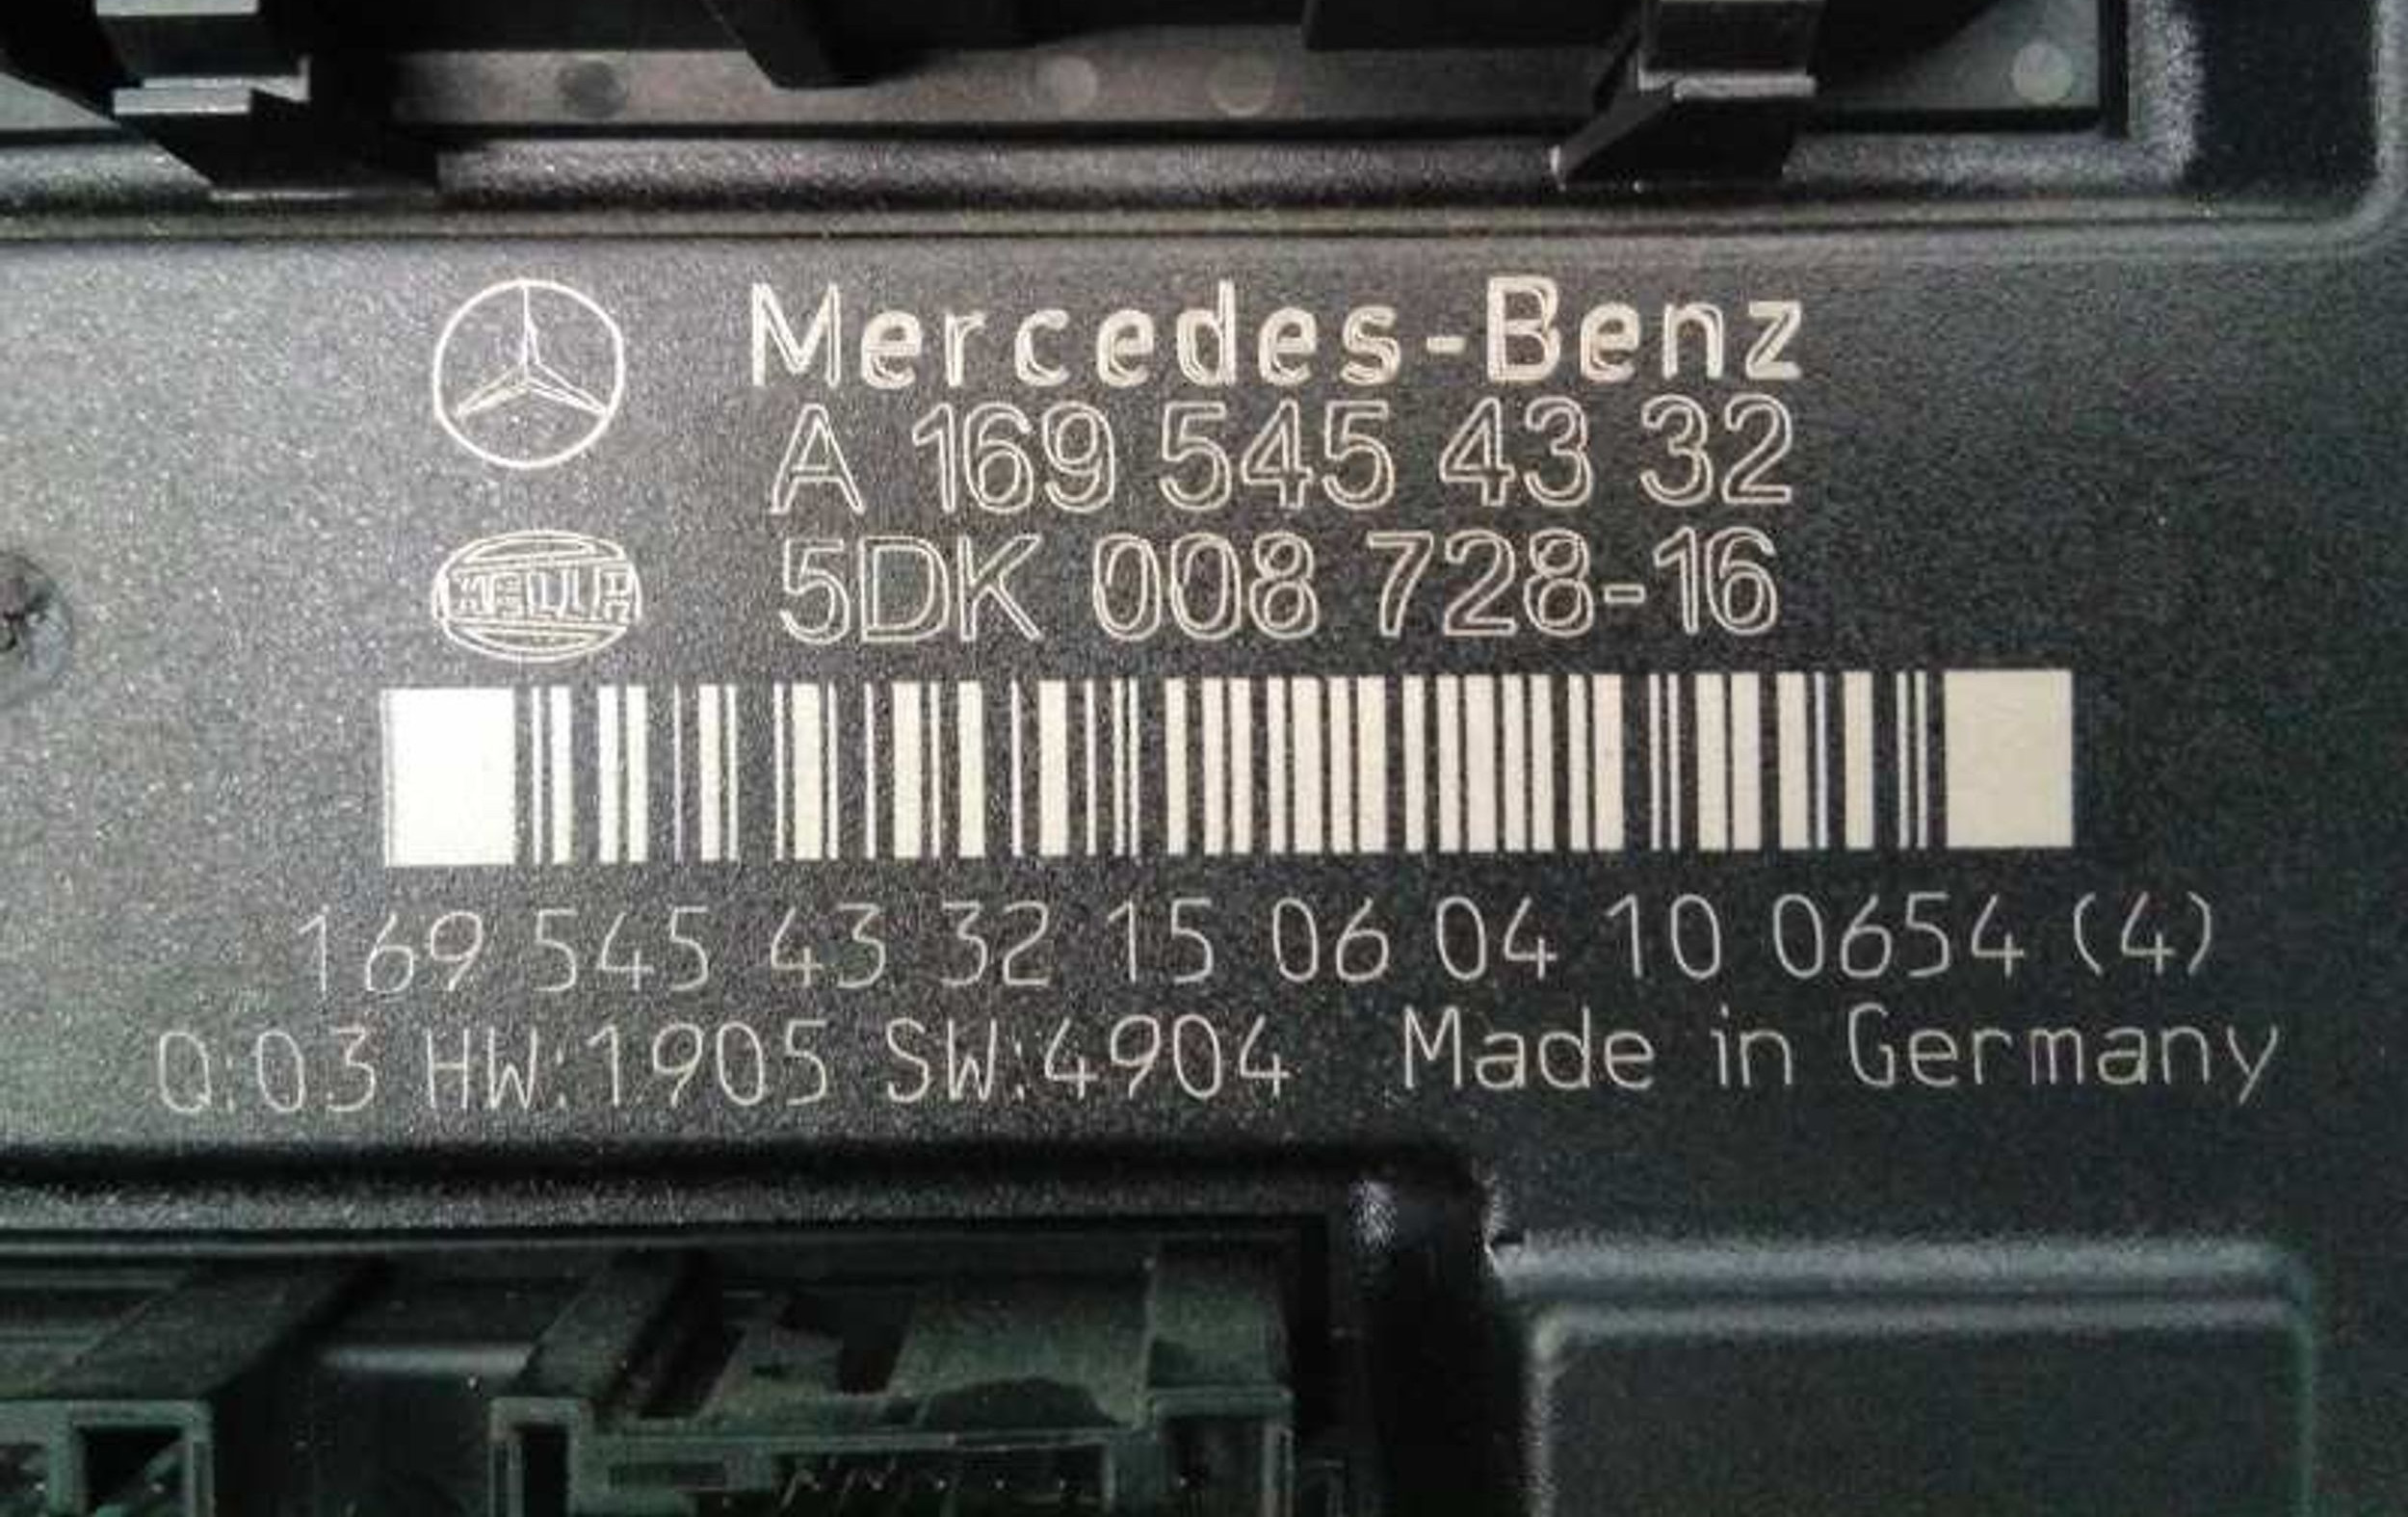 Mercedes-Benz
A 169 545 43 32
HELLA
5DK 008 728-16
169 545 43 32 15 06 04 10 0654 (4)
Q:03 HW:1905 SW:4904 Made in Germany